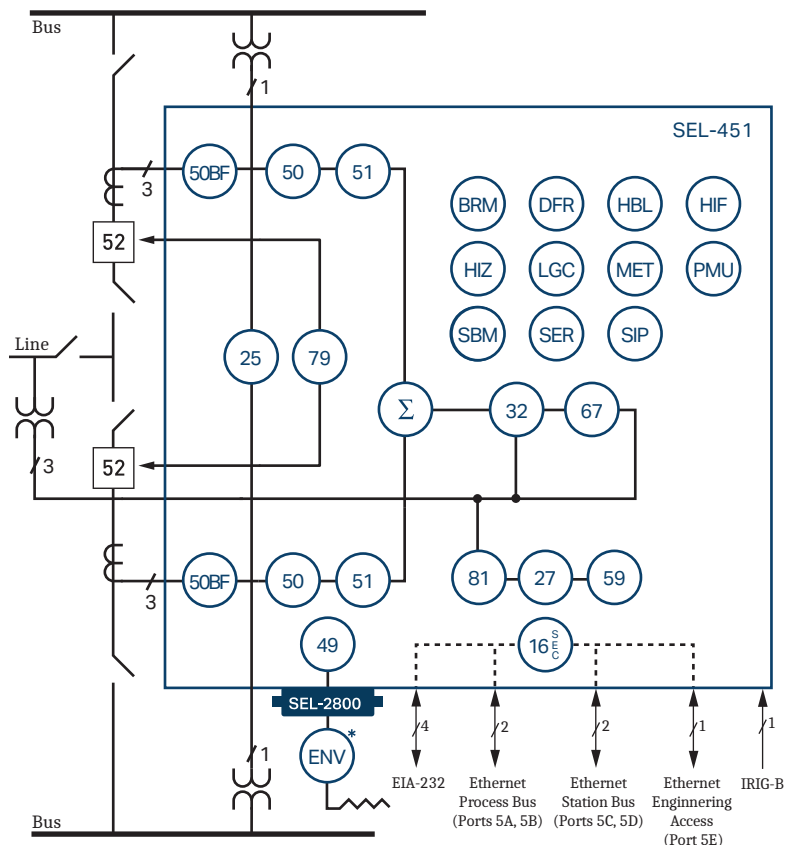 Bus
1
SEL-451
3
50BF
50
51
BRM
DFR
HBL
HIF
52
HIZ
LGC
MET
PMU
SBM
SER
SIP
Line
25
79
Σ
32
67
3
52
50BF
50
51
3
81
27
59
49
16 SEC
SEL-2800
4
2
2
1
1
ENV
*
1
EIA-232
Ethernet
Process Bus
(Ports 5A, 5B)
Ethernet
Station Bus
(Ports 5C, 5D)
Ethernet
Enginnering
Access
(Port 5E)
IRIG-B
Bus